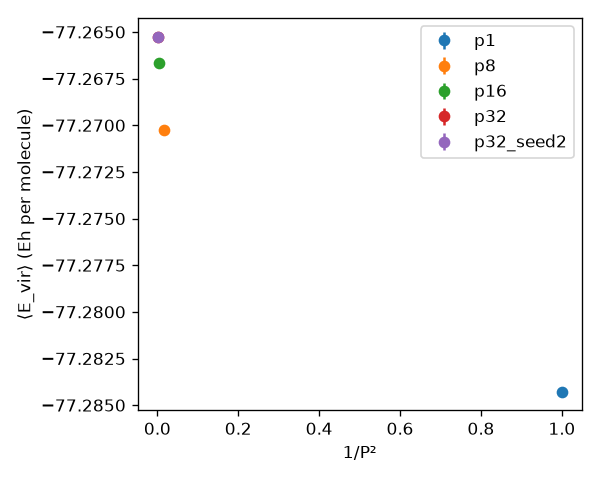 −77.2650
−77.2675
−77.2700
−77.2725
−77.2750
−77.2775
−77.2800
−77.2825
−77.2850
⟨E_vir⟩ (Eh per molecule)
p1
p8
p16
p32
p32_seed2
0.0 0.2 0.4 0.6 0.8 1.0
1/P²